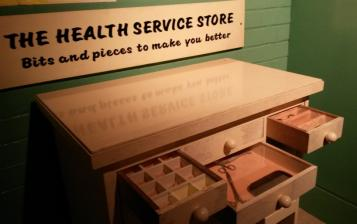 THE HEALTH SERVICE STORE
Bits and pieces to make you better